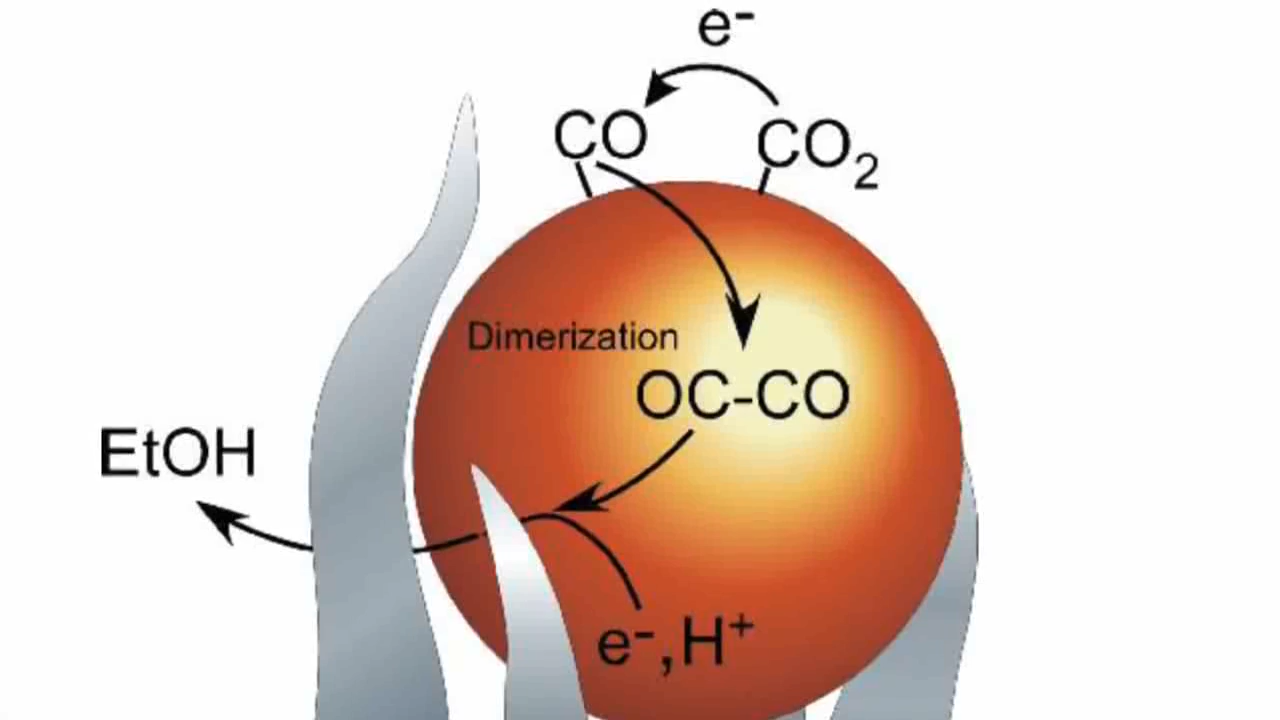 e⁻
CO
CO₂
Dimerization
OC-CO
EtOH
e⁻,H⁺